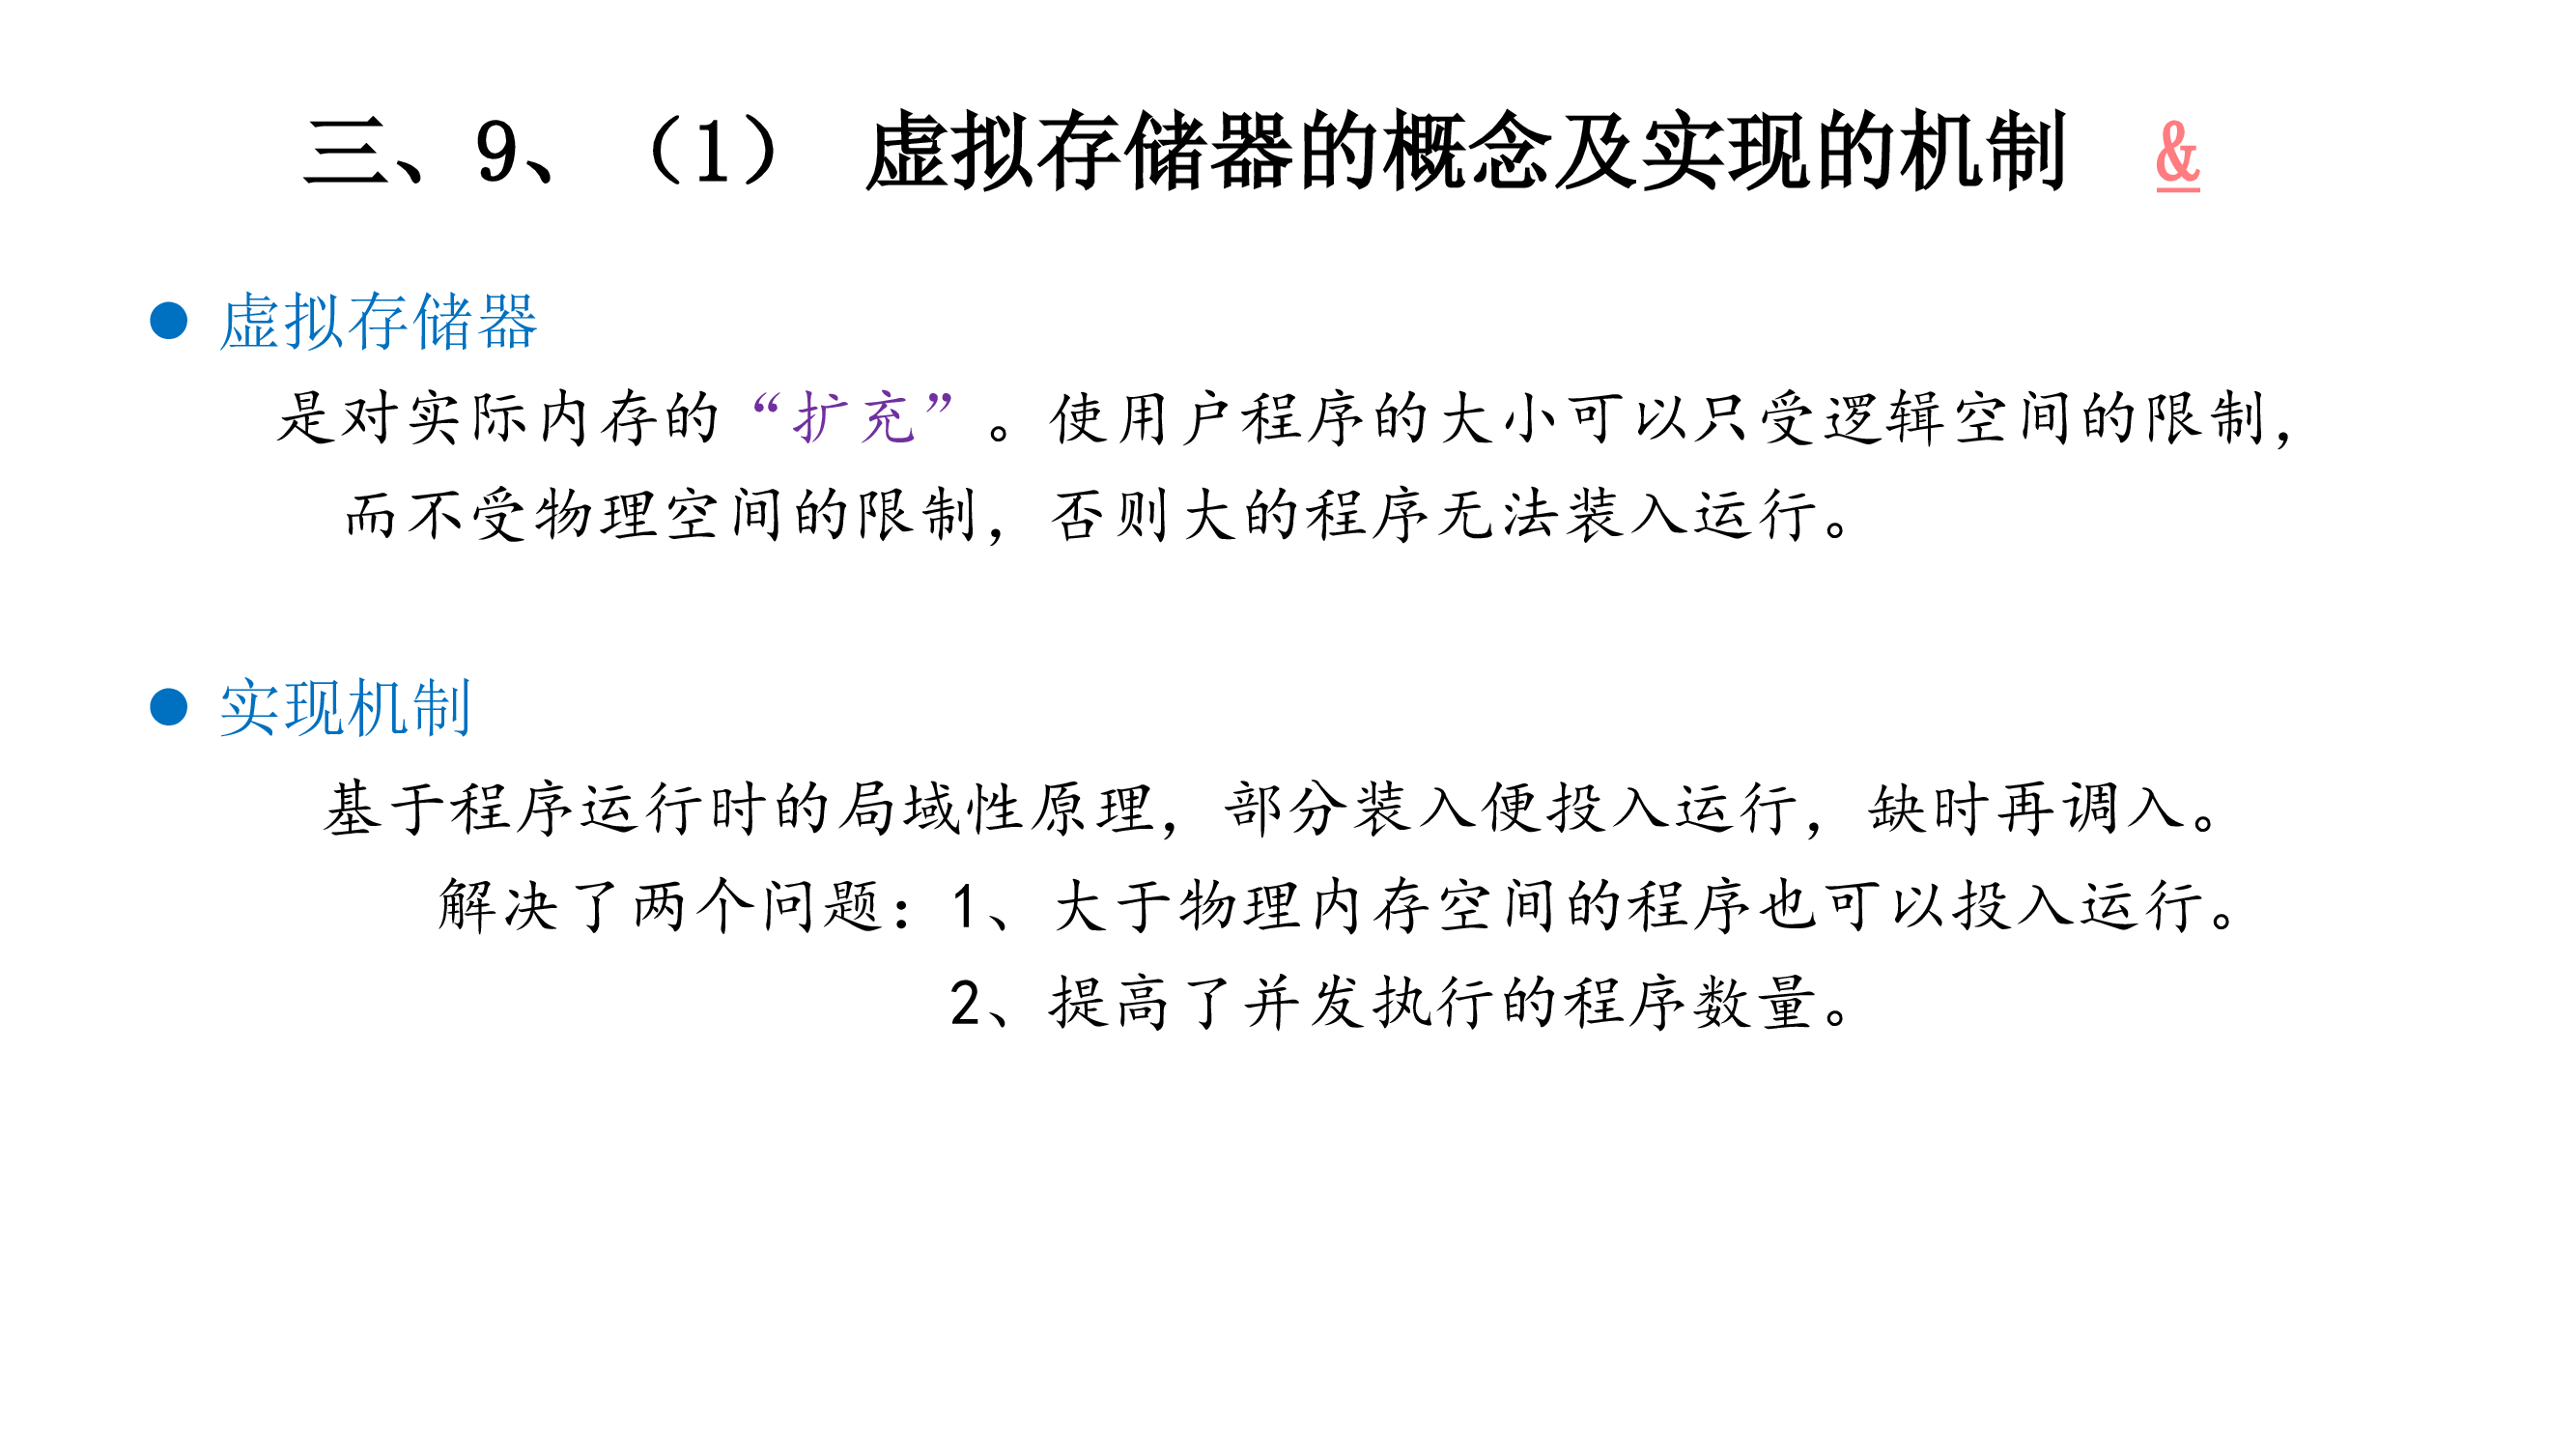 三、9、（1） 虚拟存储器的概念及实现的机制 &
● 虚拟存储器
是对实际内存的“扩充”。使用户程序的大小可以只受逻辑空间的限制，
而不受物理空间的限制，否则大的程序无法装入运行。
● 实现机制
基于程序运行时的局域性原理，部分装入便投入运行，缺时再调入。
解决了两个问题：1、大于物理内存空间的程序也可以投入运行。
2、提高了并发执行的程序数量。